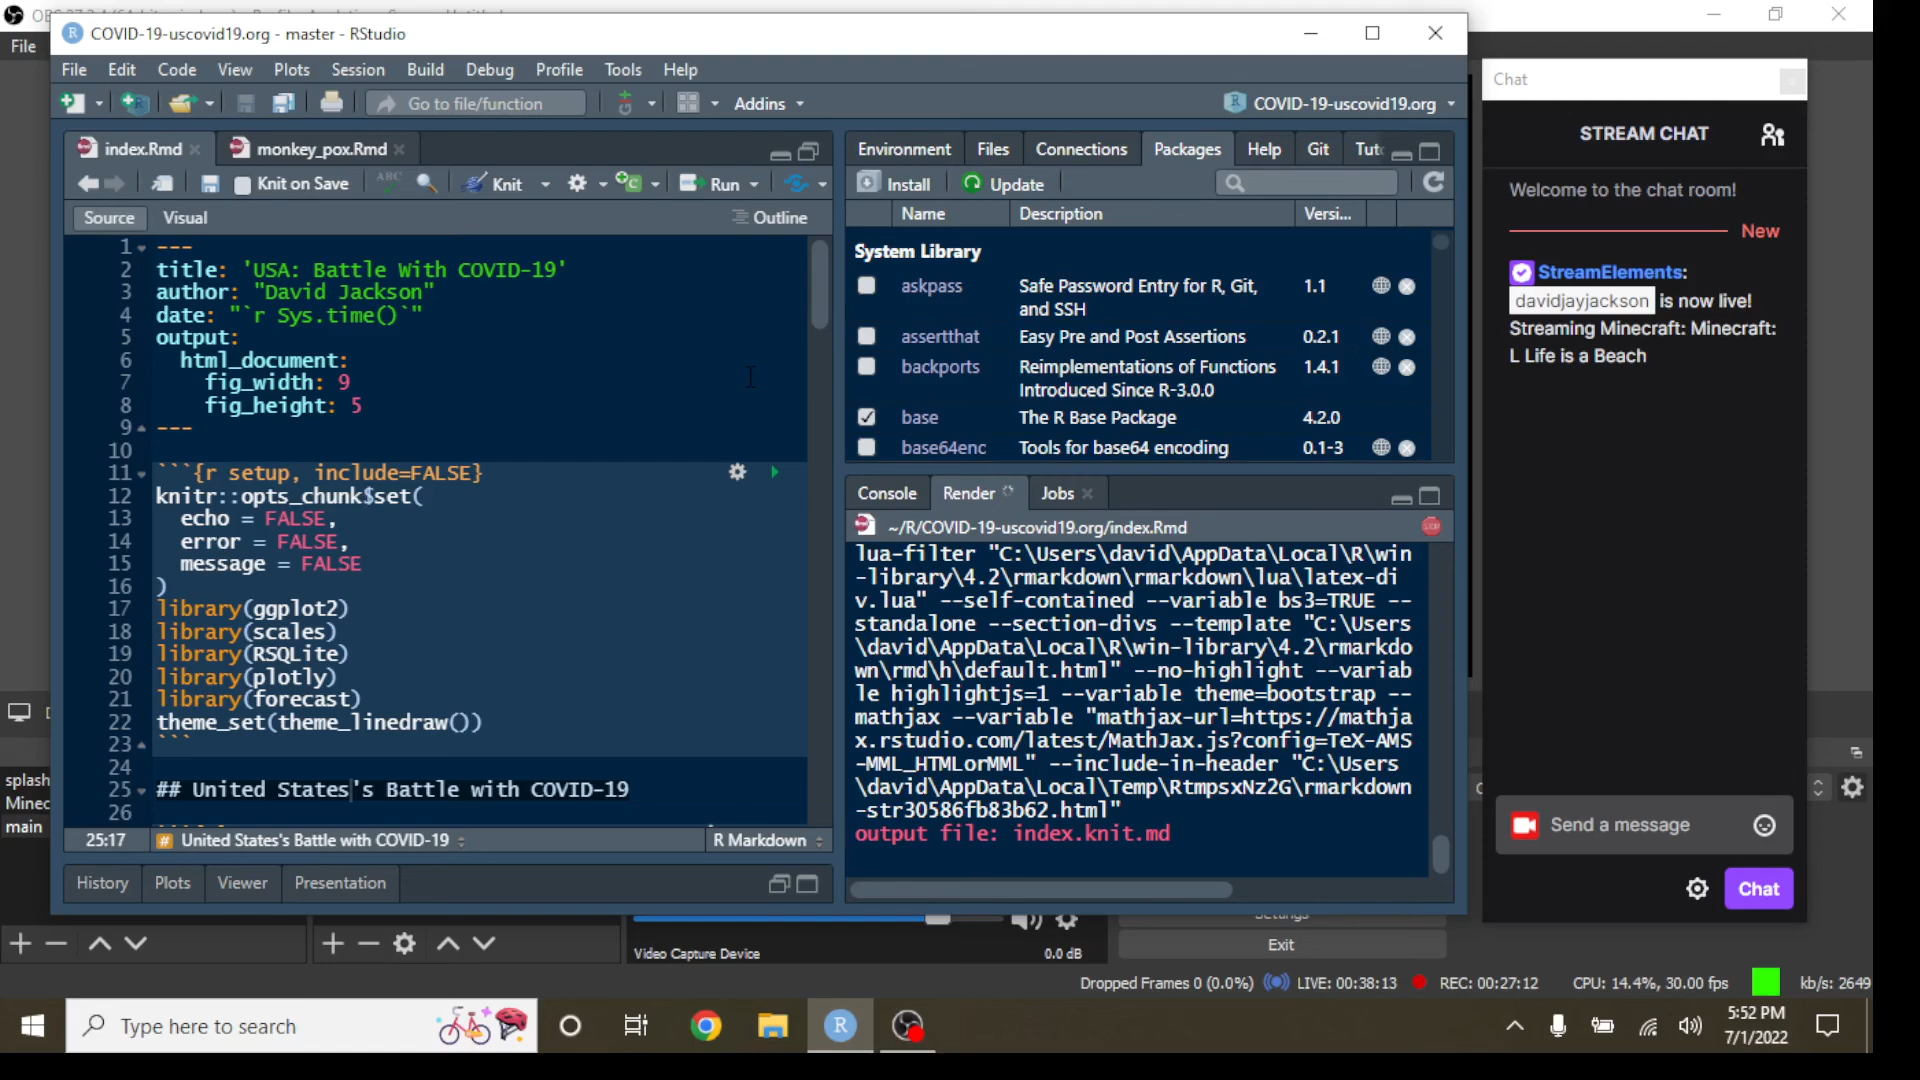 COVID-19-uscovid19.org - master - RStudio
File
File Edit Code View Plots Session Build Debug Profile Tools Help
Go to file/function
Addins
COVID-19-uscovid19.org
index.Rmd
monkey_pox.Rmd
Knit on Save
ABC
Knit
Run
Source
Visual
Outline
1 ---
2 title: 'USA: Battle With COVID-19'
3 author: "David Jackson"
4 date: "`r Sys.time()`"
5 output:
6 html_document:
7 fig_width: 9
8 fig_height: 5
9 ---
10
11 ```{r setup, include=FALSE}
12 knitr::opts_chunk$set(
13 echo = FALSE,
14 error = FALSE,
15 message = FALSE
16 )
17 library(ggplot2)
18 library(scales)
19 library(RSQLite)
20 library(plotly)
21 library(forecast)
22 theme_set(theme_linedraw())
23 ```
24
25 ## United States's Battle with COVID-19
26
25:17
# United States's Battle with COVID-19
R Markdown
History Plots Viewer Presentation
Environment Files Connections Packages Help Git
Install
Update
Name Description Versi...
System Library
askpass Safe Password Entry for R, Git, 1.1
and SSH
assertthat Easy Pre and Post Assertions 0.2.1
backports Reimplementations of Functions 1.4.1
Introduced Since R-3.0.0
base The R Base Package 4.2.0
base64enc Tools for base64 encoding 0.1-3
Console Render Jobs
~/R/COVID-19-uscovid19.org/index.Rmd
STOP
lua-filter "C:\Users\david\AppData\Local\R\win
-library\4.2\rmarkdown\rmarkdown\lua\latex-di
v.lua" --self-contained --variable bs3=TRUE --
standalone --section-divs --template "C:\Users
\david\AppData\Local\R\win-library\4.2\rmarkdo
wn\rmd\h\default.html" --no-highlight --variab
le highlightjs=1 --variable theme=bootstrap --
mathjax --variable "mathjax-url=https://mathja
x.rstudio.com/latest/MathJax.js?config=TeX-AMS
-MML_HTMLorMML" --include-in-header "C:\Users
\david\AppData\Local\Temp\RtmpsxNz2G\rmarkdown
-str30586fb83b62.html"
output file: index.knit.md
Chat
STREAM CHAT
Welcome to the chat room!
New
StreamElements:
davidjayjackson is now live!
Streaming Minecraft: Minecraft:
L Life is a Beach
Send a message
Chat
splash
Minec
main
Video Capture Device
0.0 dB
Settings
Exit
Dropped Frames 0 (0.0%) LIVE: 00:38:13 REC: 00:27:12 CPU: 14.4%, 30.00 fps kb/s: 2649
Type here to search
5:52 PM
7/1/2022